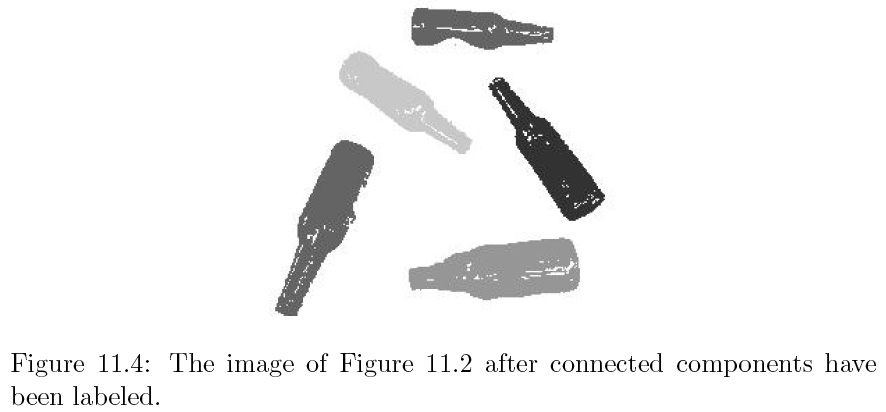 Figure 11.4: The image of Figure 11.2 after connected components have
been labeled.